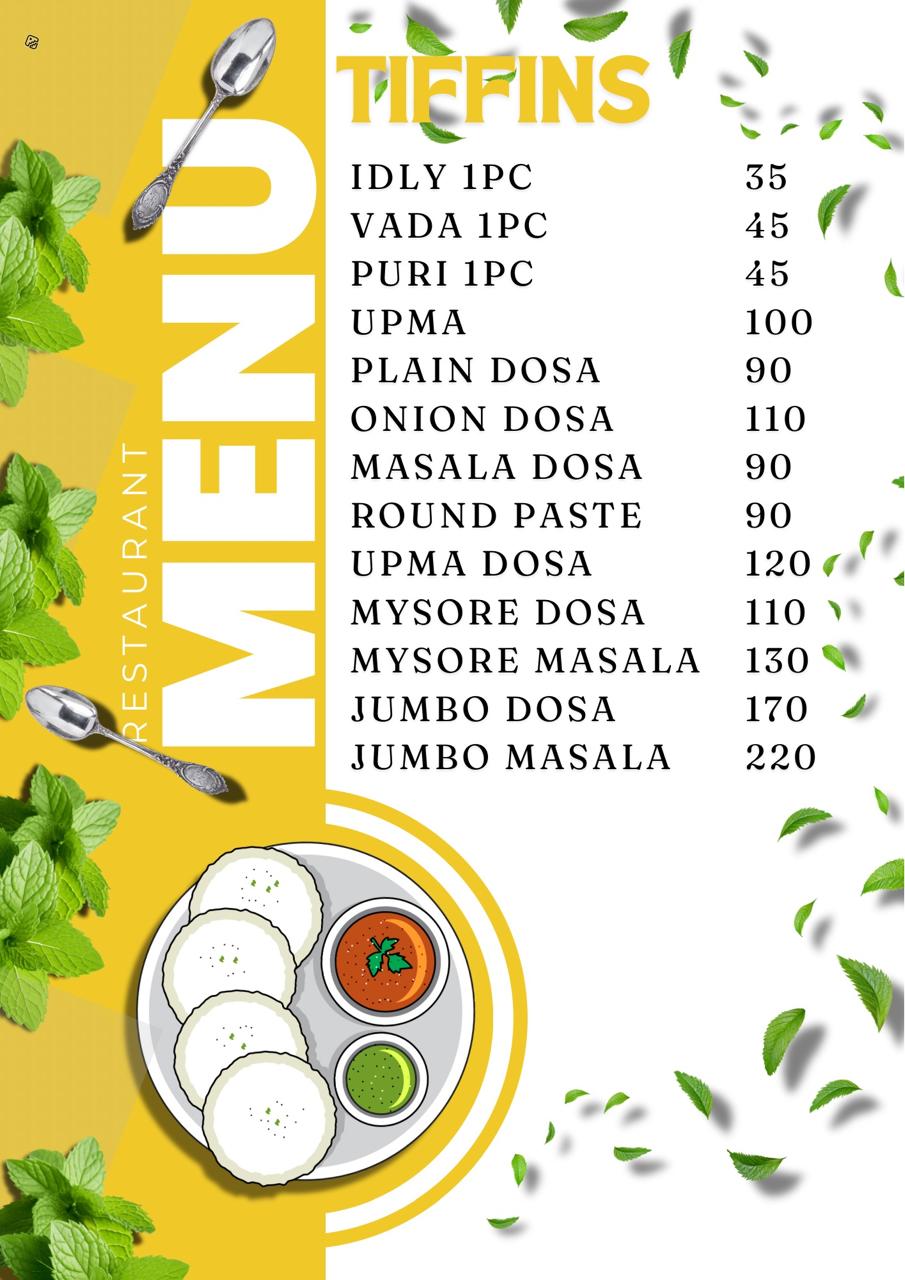 TIFFINS
IDLY 1PC 35
VADA 1PC 45
PURI 1PC 45
UPMA 100
PLAIN DOSA 90
ONION DOSA 110
MASALA DOSA 90
ROUND PASTE 90
UPMA DOSA 120
MYSORE DOSA 110
MYSORE MASALA 130
JUMBO DOSA 170
JUMBO MASALA 220
RESTAURANT
MENU